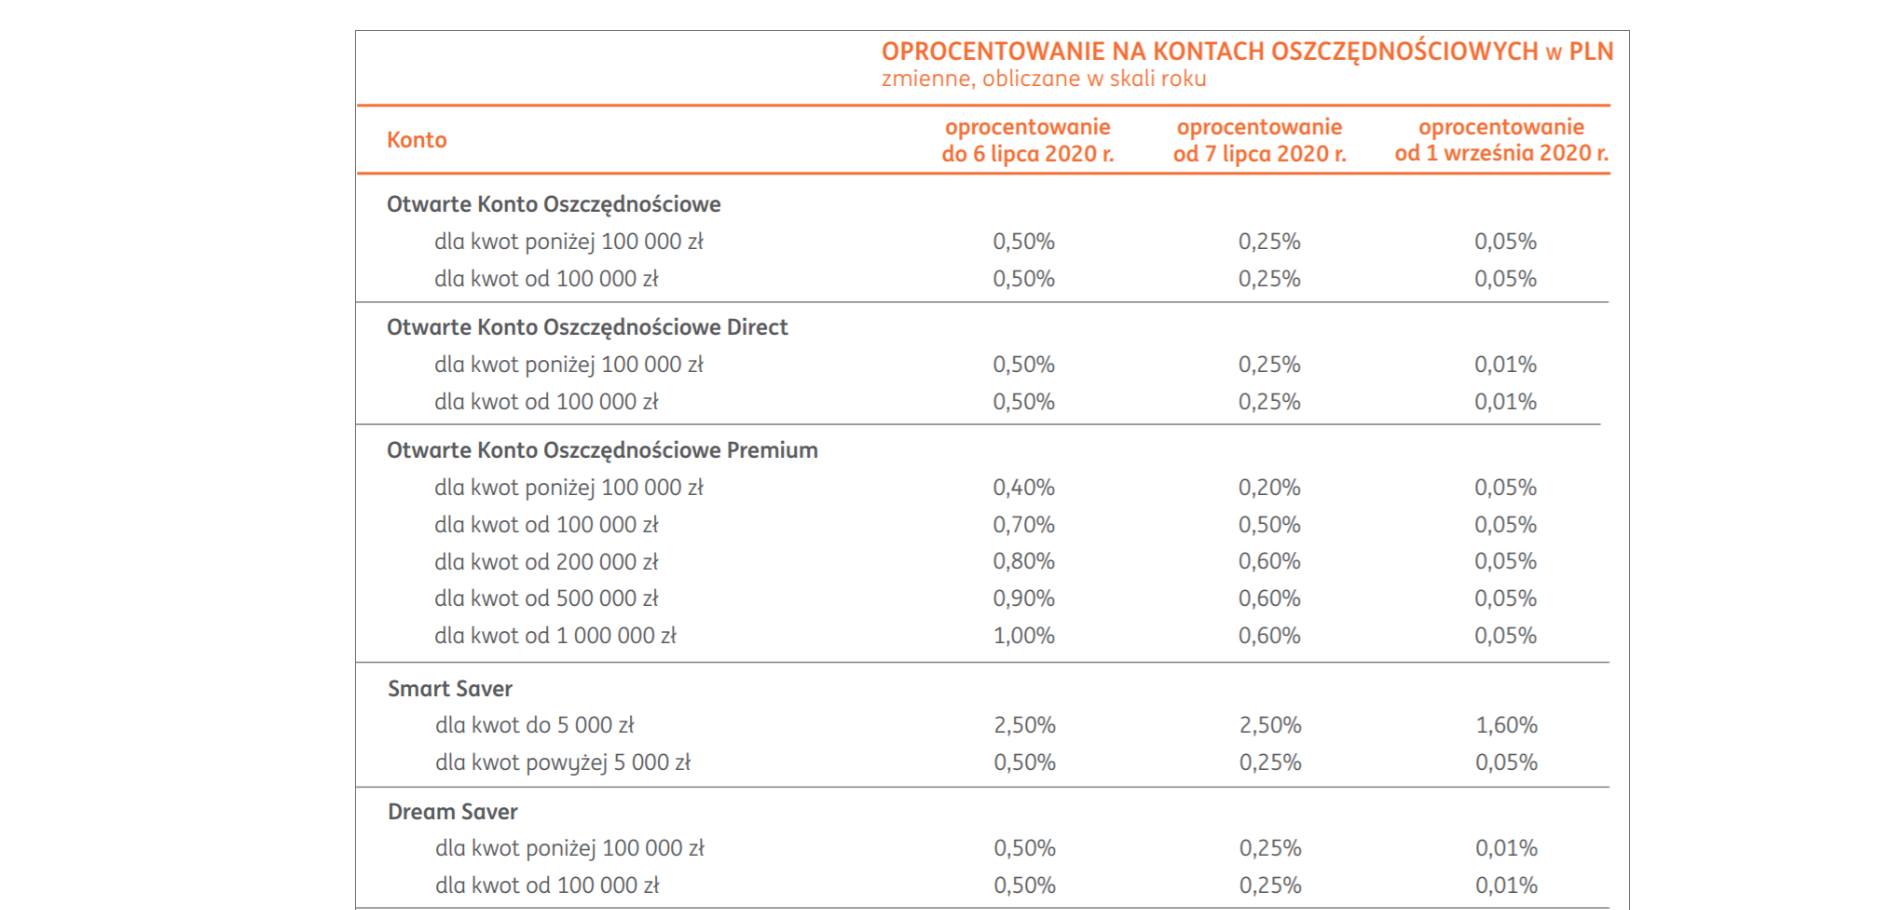 OPROCENTOWANIE NA KONTACH OSZCZĘDNOŚCIOWYCH w PLN
zmienne, obliczane w skali roku
Konto
oprocentowanie do 6 lipca 2020 r.
oprocentowanie od 7 lipca 2020 r.
oprocentowanie od 1 września 2020 r.
Otwarte Konto Oszczędnościowe
dla kwot poniżej 100 000 zł 0,50% 0,25% 0,05%
dla kwot od 100 000 zł 0,50% 0,25% 0,05%
Otwarte Konto Oszczędnościowe Direct
dla kwot poniżej 100 000 zł 0,50% 0,25% 0,01%
dla kwot od 100 000 zł 0,50% 0,25% 0,01%
Otwarte Konto Oszczędnościowe Premium
dla kwot poniżej 100 000 zł 0,40% 0,20% 0,05%
dla kwot od 100 000 zł 0,70% 0,50% 0,05%
dla kwot od 200 000 zł 0,80% 0,60% 0,05%
dla kwot od 500 000 zł 0,90% 0,60% 0,05%
dla kwot od 1 000 000 zł 1,00% 0,60% 0,05%
Smart Saver
dla kwot do 5 000 zł 2,50% 2,50% 1,60%
dla kwot powyżej 5 000 zł 0,50% 0,25% 0,05%
Dream Saver
dla kwot poniżej 100 000 zł 0,50% 0,25% 0,01%
dla kwot od 100 000 zł 0,50% 0,25% 0,01%